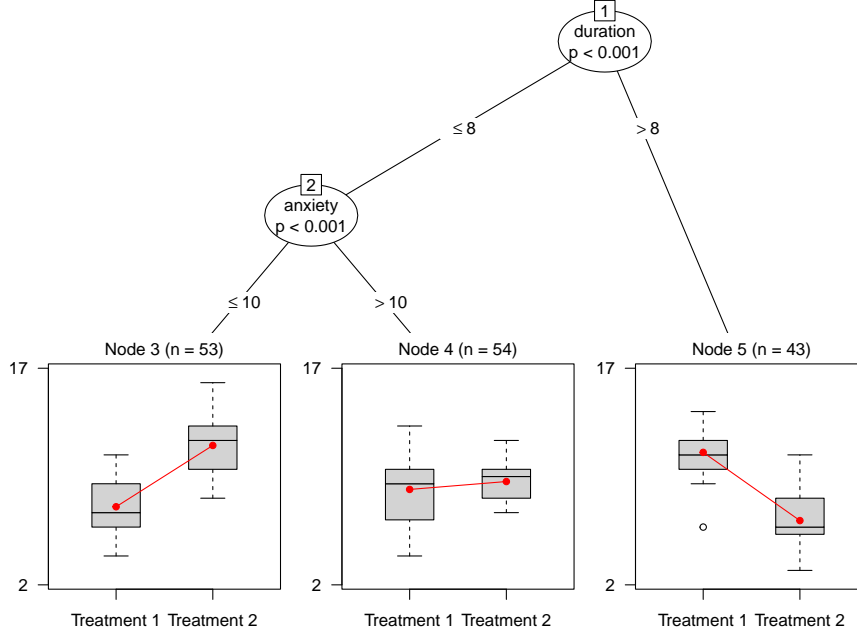 1
duration
p < 0.001
≤ 8
> 8
2
anxiety
p < 0.001
≤ 10
> 10
Node 3 (n = 53)
17
2
Treatment 1 Treatment 2
Node 4 (n = 54)
17
2
Treatment 1 Treatment 2
Node 5 (n = 43)
17
2
Treatment 1 Treatment 2